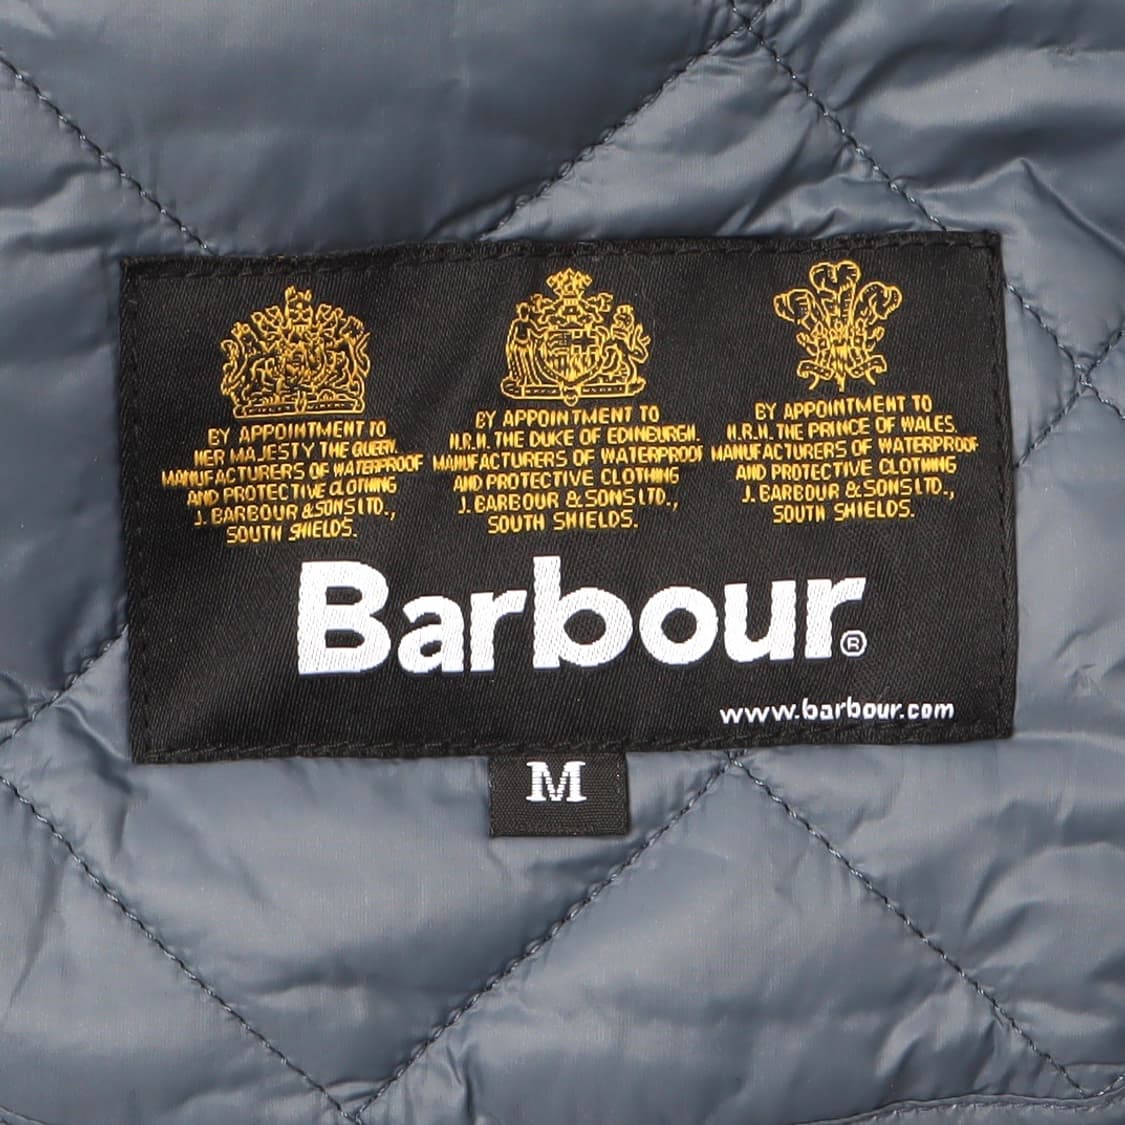 BY APPOINTMENT TO
HER MAJESTY THE QUEEN.
MANUFACTURERS OF WATERPROOF
AND PROTECTIVE CLOTHING
J. BARBOUR & SONS LTD.,
SOUTH SHIELDS.
BY APPOINTMENT TO
H.R.H. THE DUKE OF EDINBURGH.
MANUFACTURERS OF WATERPROOF
AND PROTECTIVE CLOTHING
J. BARBOUR & SONS LTD.,
SOUTH SHIELDS.
BY APPOINTMENT TO
H.R.H. THE PRINCE OF WALES.
MANUFACTURERS OF WATERPROOF
AND PROTECTIVE CLOTHING
J. BARBOUR & SONS LTD.,
SOUTH SHIELDS.
Barbour®
www.barbour.com
M